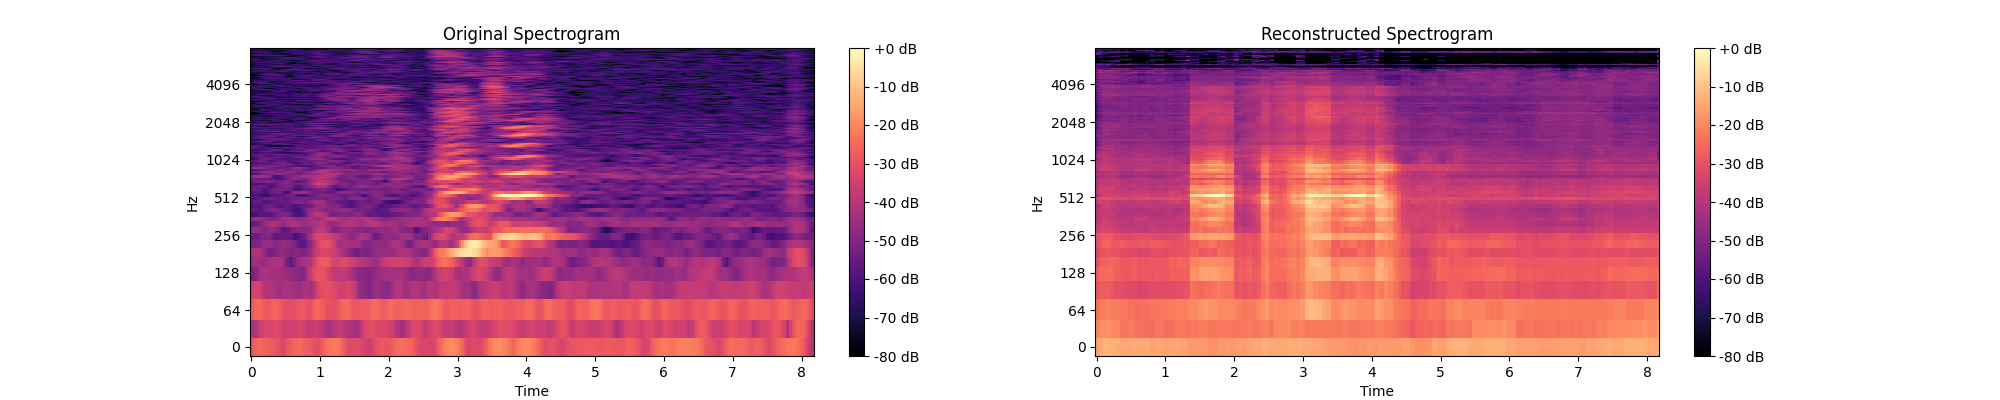 Original Spectrogram
Hz
4096
2048
1024
512
256
128
64
0
0 1 2 3 4 5 6 7 8
Time
+0 dB
-10 dB
-20 dB
-30 dB
-40 dB
-50 dB
-60 dB
-70 dB
-80 dB
Reconstructed Spectrogram
Hz
4096
2048
1024
512
256
128
64
0
0 1 2 3 4 5 6 7 8
Time
+0 dB
-10 dB
-20 dB
-30 dB
-40 dB
-50 dB
-60 dB
-70 dB
-80 dB